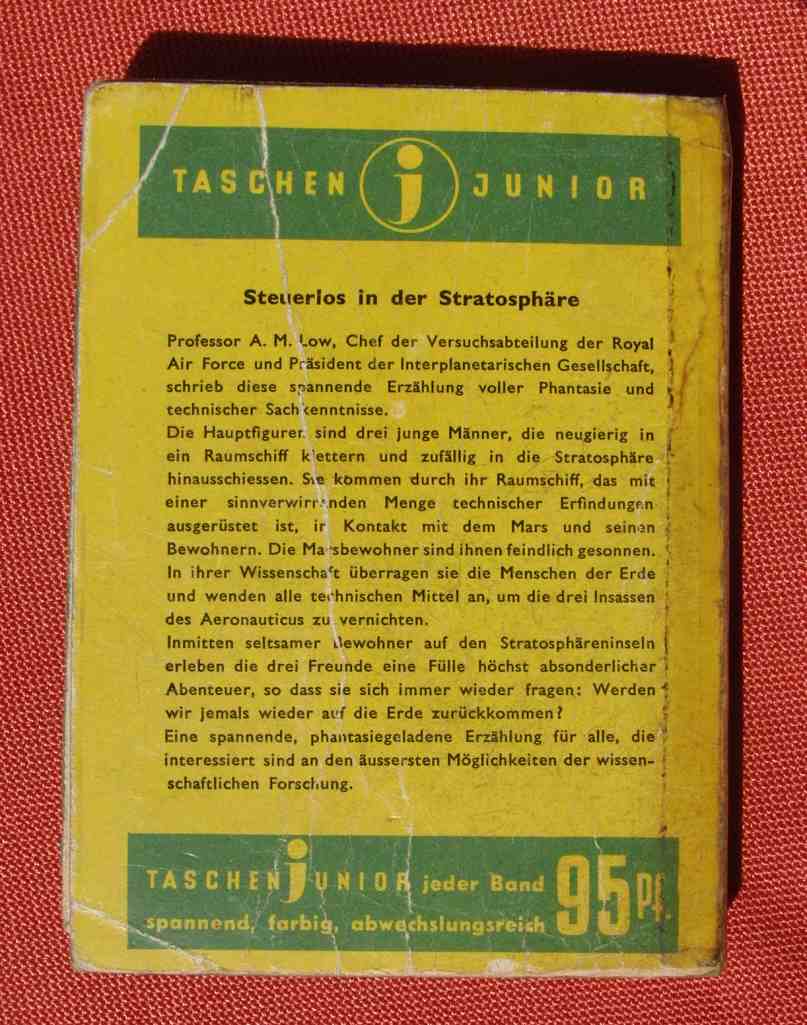 TASCHEN j JUNIOR
Steuerlos in der Stratosphäre
Professor A. M. Low, Chef der Versuchsabteilung der Royal
Air Force und Präsident der Interplanetarischen Gesellschaft,
schrieb diese spannende Erzählung voller Phantasie und
technischer Sachkenntnisse.
Die Hauptfiguren sind drei junge Männer, die neugierig in
ein Raumschiff klettern und zufällig in die Stratosphäre
hinausschiessen. Sie kommen durch ihr Raumschiff, das mit
einer sinnverwirrenden Menge technischer Erfindungen
ausgerüstet ist, in Kontakt mit dem Mars und seinen
Bewohnern. Die Marsbewohner sind ihnen feindlich gesonnen.
In ihrer Wissenschaft überragen sie die Menschen der Erde
und wenden alle technischen Mittel an, um die drei Insassen
des Aeronauticus zu vernichten.
Inmitten seltsamer Bewohner auf den Stratosphäreninseln
erleben die drei Freunde eine Fülle höchst absonderlicher
Abenteuer, so dass sie sich immer wieder fragen: Werden
wir jemals wieder auf die Erde zurückkommen?
Eine spannende, phantasiegeladene Erzählung für alle, die
interessiert sind an den äussersten Möglichkeiten der wissen-
schaftlichen Forschung.
TASCHEN jUNIOR jeder Band 95 Pf.
spannend, farbig, abwechslungsreich